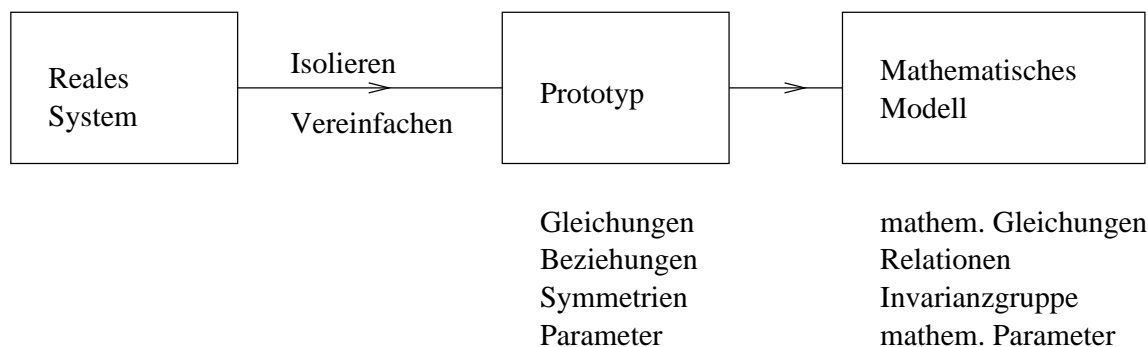 Reales
System
Isolieren
Vereinfachen
Prototyp
Mathematisches
Modell
Gleichungen
Beziehungen
Symmetrien
Parameter
mathem. Gleichungen
Relationen
Invarianzgruppe
mathem. Parameter